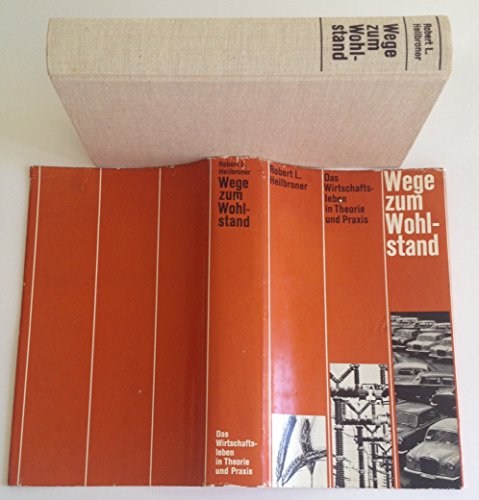 Robert L.
Heilbroner
Wege
zum
Wohl-
stand
Robert L.
Heilbroner
Wege
zum
Wohl-
stand
Das
Wirtschafts-
leben
in Theorie
und Praxis
Robert L.
Heilbroner
Das
Wirtschafts-
leben
in Theorie
und Praxis
Wege
zum
Wohl-
stand